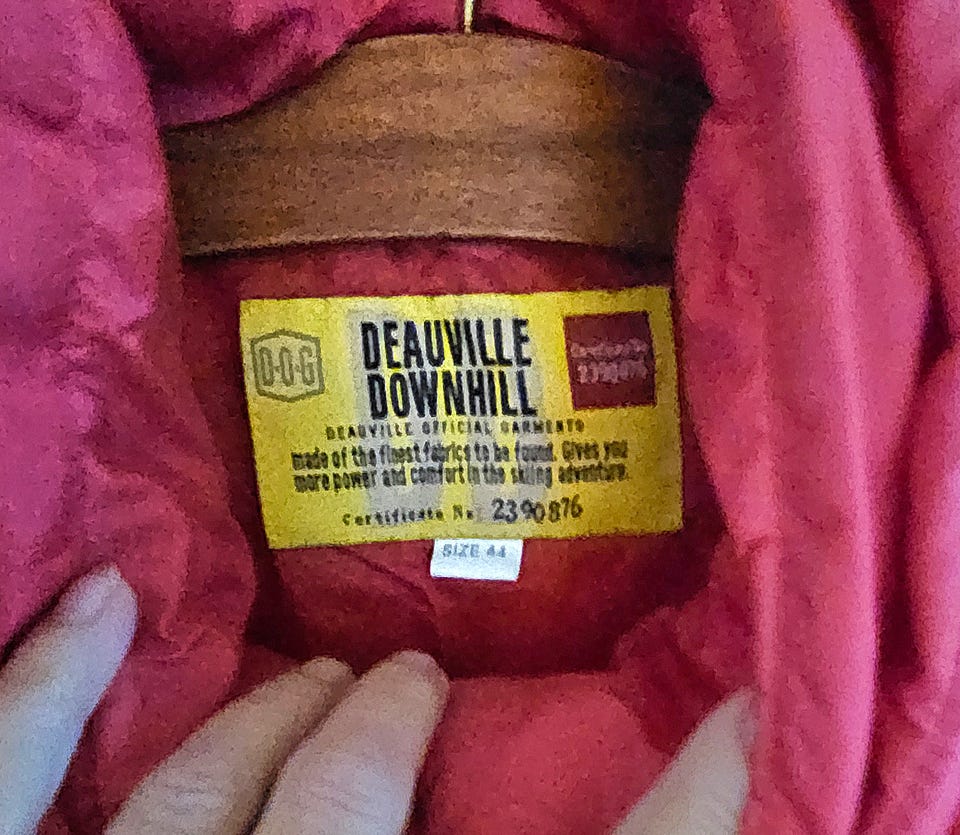 D·O·G
DEAUVILLE
DOWNHILL
DEAUVILLE OFFICIAL GARMENTS
made of the finest fabrics to be found. Gives you
more power and comfort in the skiing adventure.
Certificate No. 2390876
SIZE 44